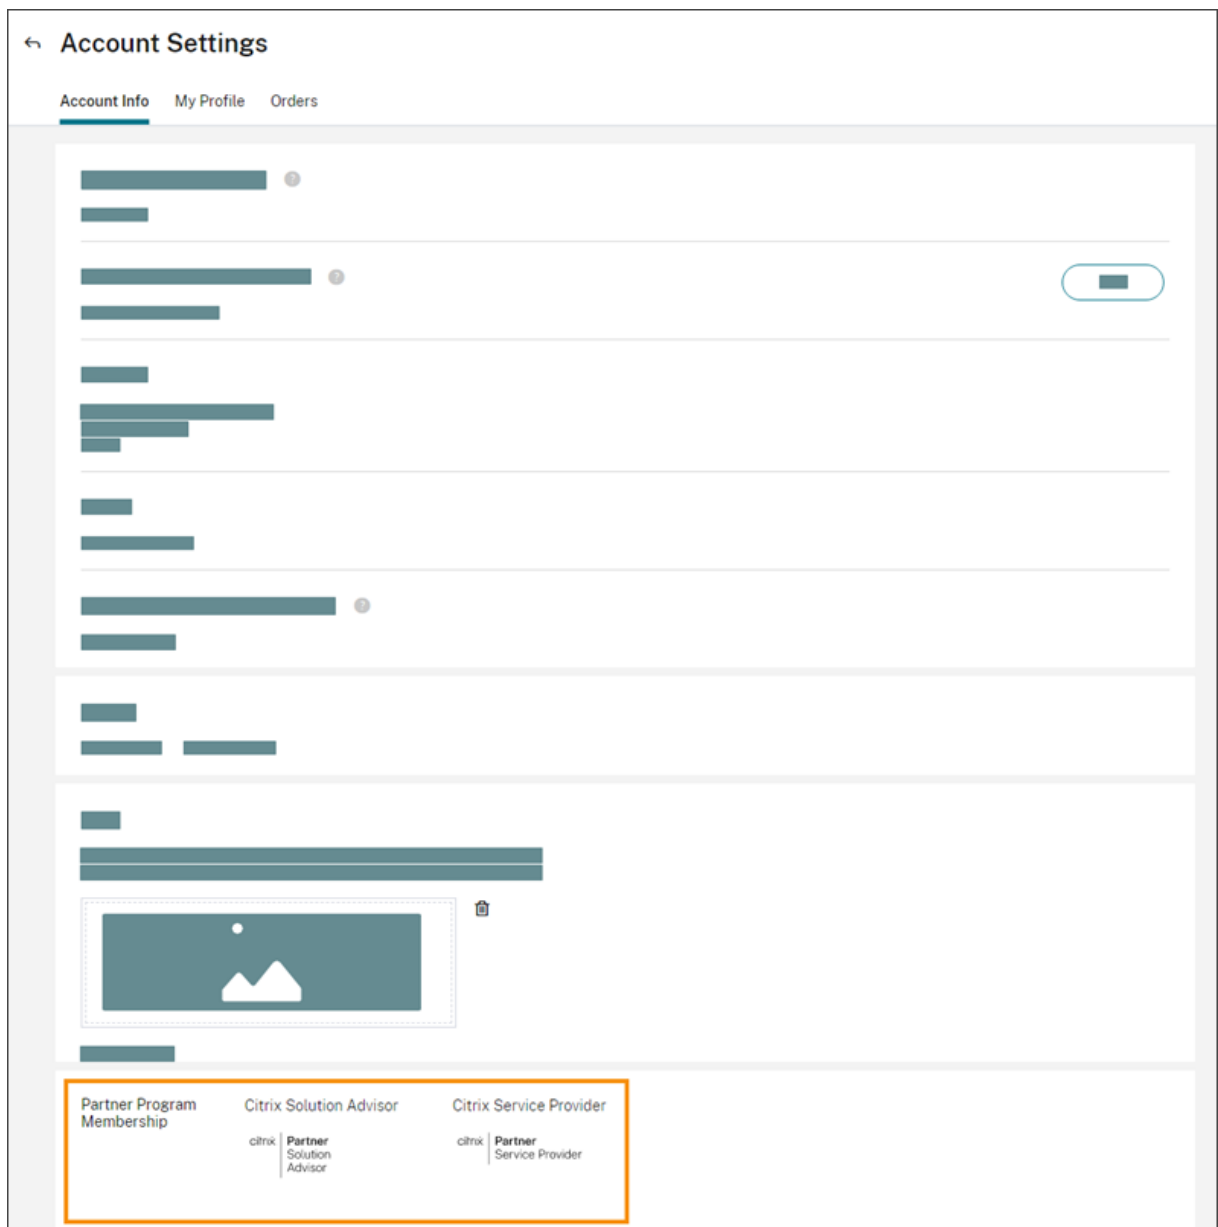 Account Settings
Account Info My Profile Orders
?
?
?
Partner Program Citrix Solution Advisor Citrix Service Provider
Membership
citrix Partner citrix Partner
Solution Service Provider
Advisor